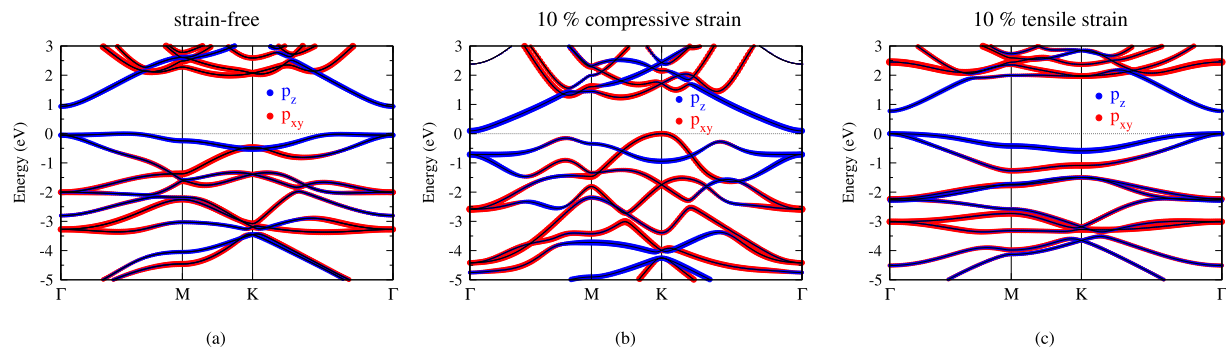 strain-free
10 % compressive strain
10 % tensile strain
3
2
1
0
-1
-2
-3
-4
-5
Energy (eV)
p_z
p_xy
Γ M K Γ
(a)
3
2
1
0
-1
-2
-3
-4
-5
Energy (eV)
p_z
p_xy
Γ M K Γ
(b)
3
2
1
0
-1
-2
-3
-4
-5
Energy (eV)
p_z
p_xy
Γ M K Γ
(c)